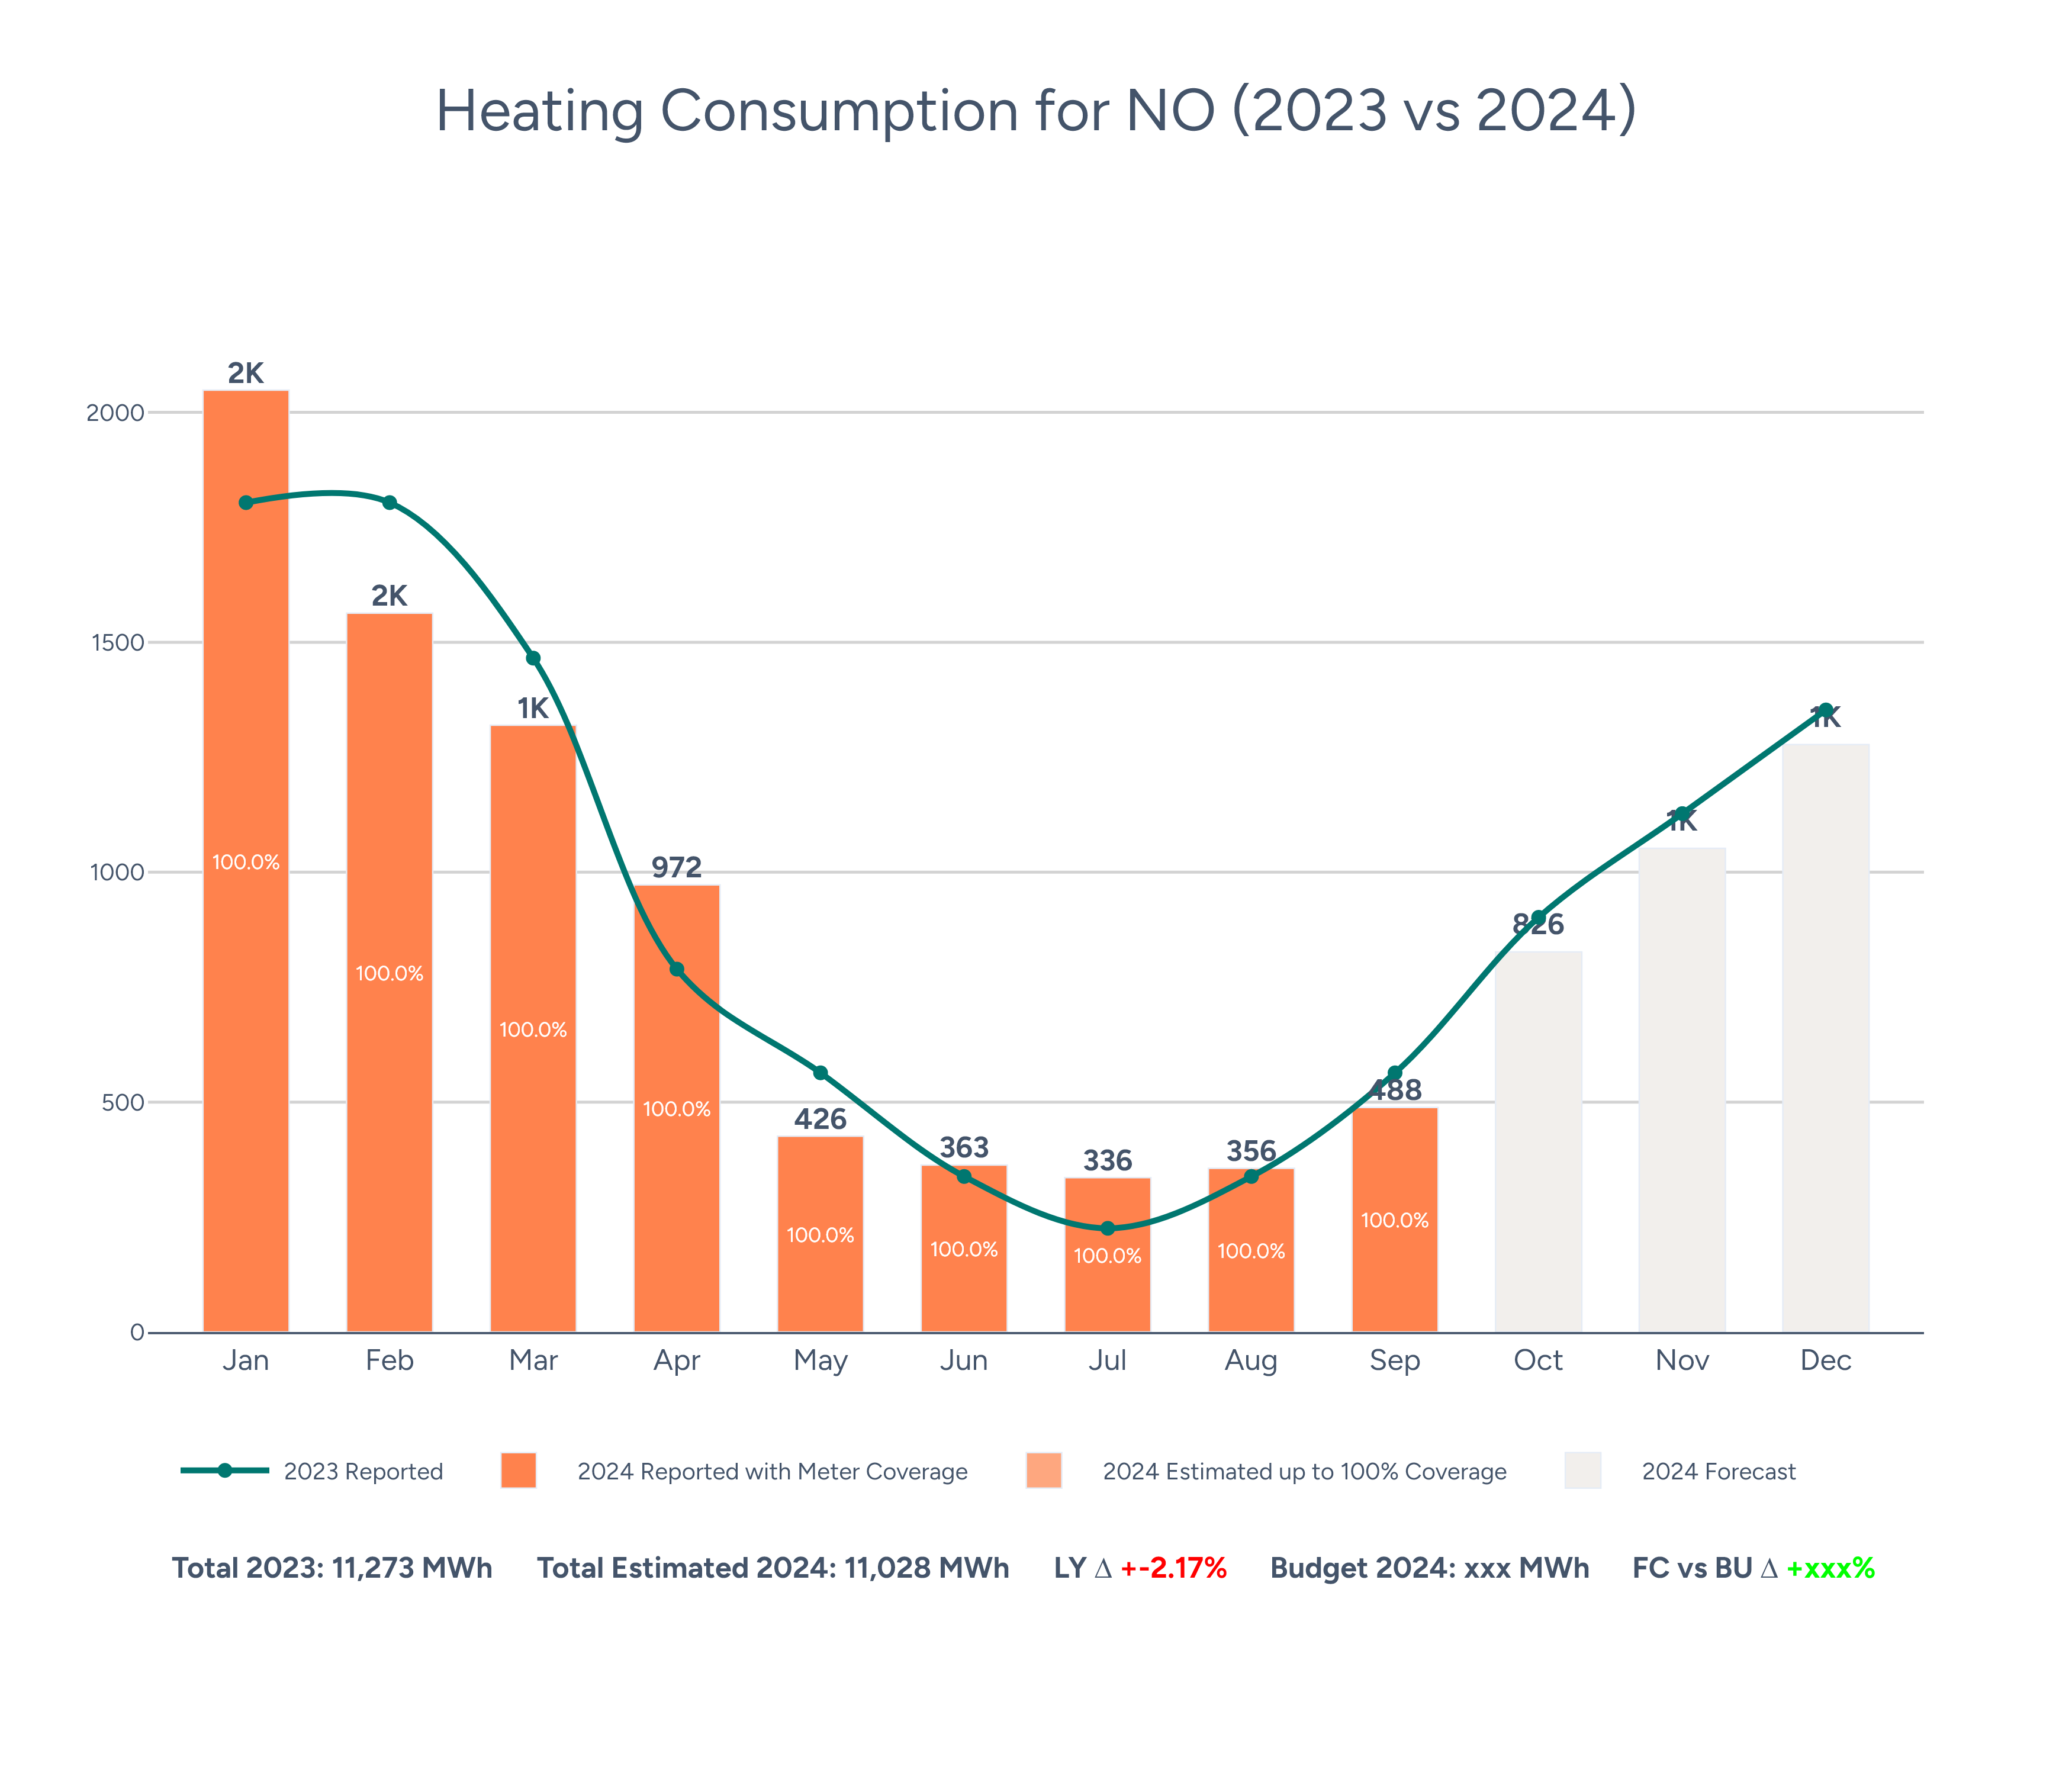 Heating Consumption for NO (2023 vs 2024)
2K
2000
2K
1500
1K
1K
1K
972
1000
826
100.0%
100.0%
100.0%
100.0%
500
488
426
363
336
356
100.0%
100.0%
100.0%
100.0%
100.0%
0
Jan Feb Mar Apr May Jun Jul Aug Sep Oct Nov Dec
2023 Reported 2024 Reported with Meter Coverage 2024 Estimated up to 100% Coverage 2024 Forecast
Total 2023: 11,273 MWh Total Estimated 2024: 11,028 MWh LY Δ +-2.17% Budget 2024: xxx MWh FC vs BU Δ +xxx%